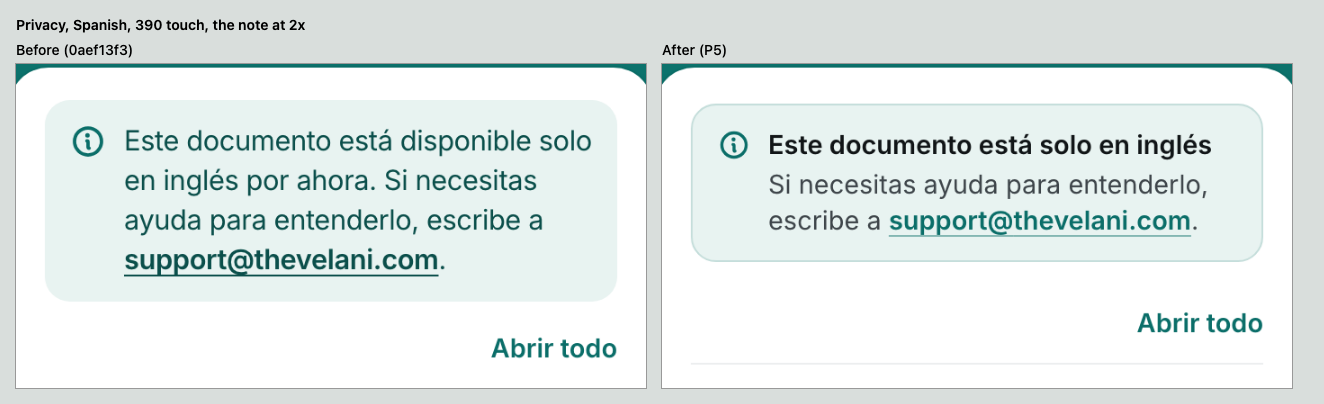 Privacy, Spanish, 390 touch, the note at 2x
Before (0aef13f3)
Este documento está disponible solo
en inglés por ahora. Si necesitas
ayuda para entenderlo, escribe a
support@thevelani.com.
Abrir todo
After (P5)
Este documento está solo en inglés
Si necesitas ayuda para entenderlo,
escribe a support@thevelani.com.
Abrir todo